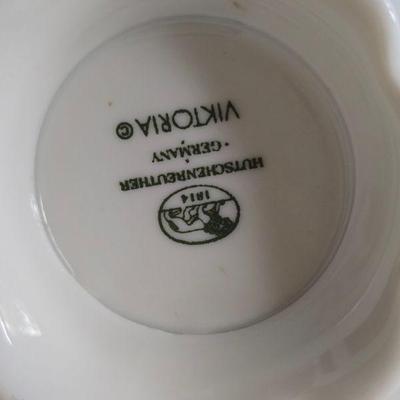 1814
HUTSCHENREUTHER
· GERMANY ·
VIKTORIA ©